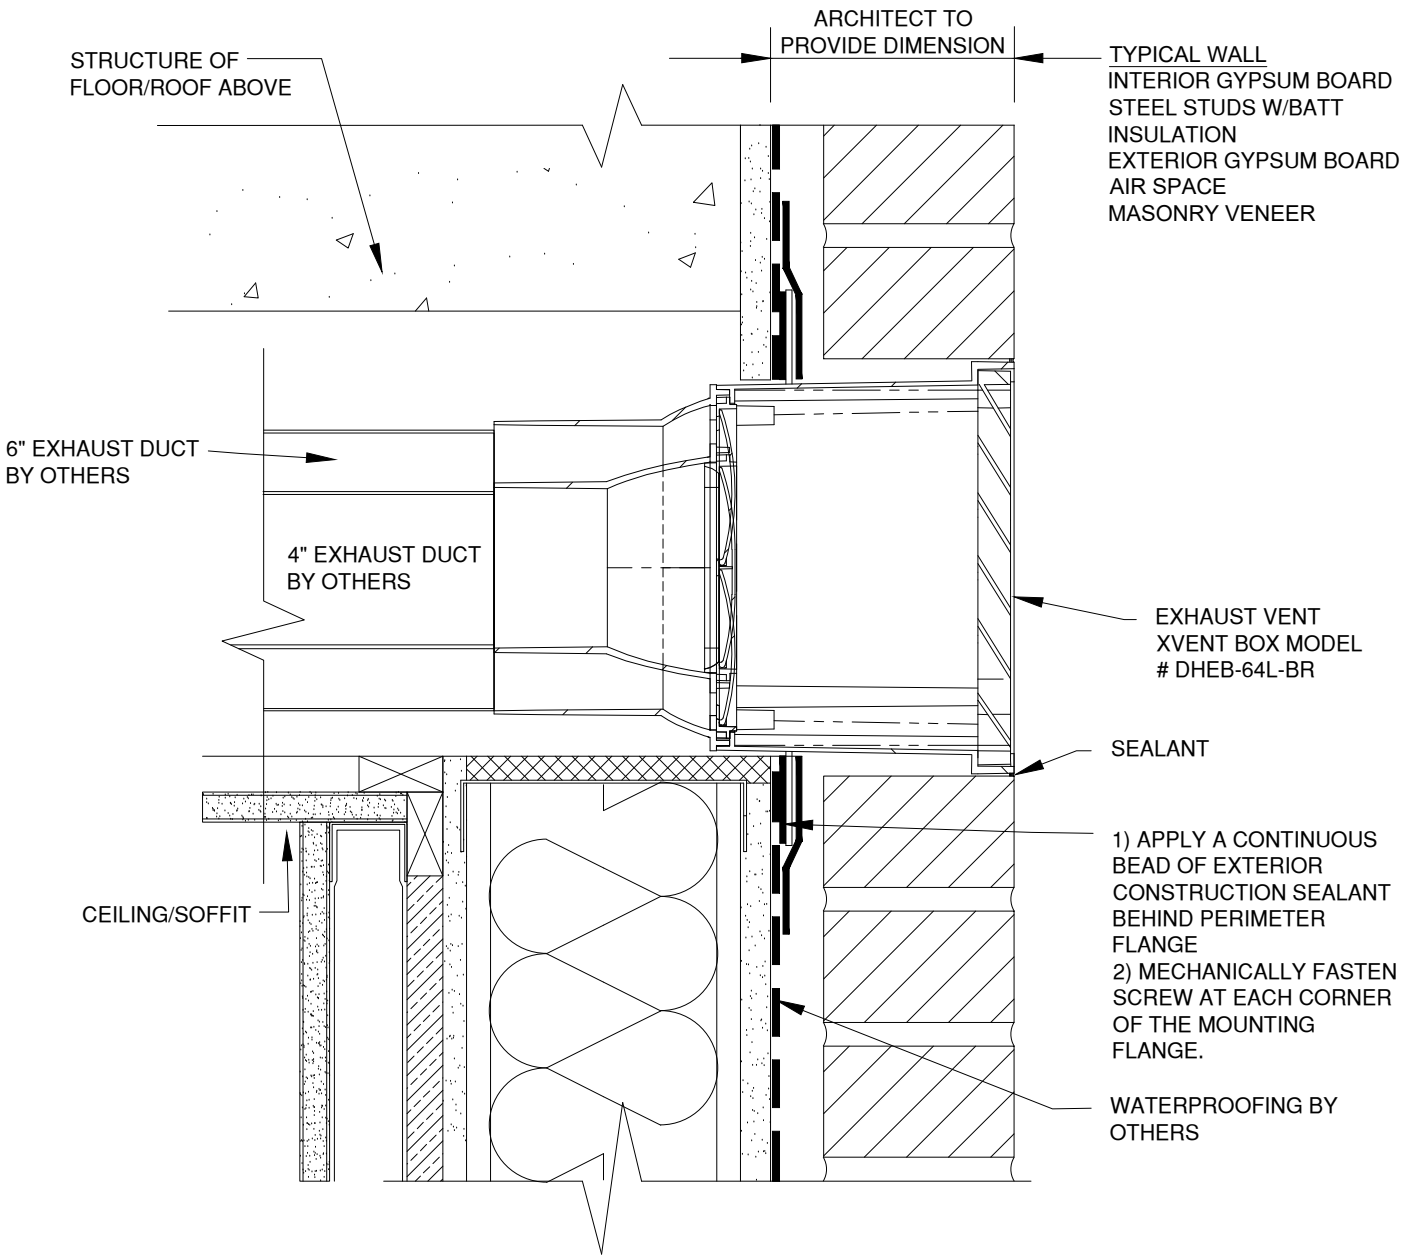 ARCHITECT TO
PROVIDE DIMENSION
STRUCTURE OF
FLOOR/ROOF ABOVE
TYPICAL WALL
INTERIOR GYPSUM BOARD
STEEL STUDS W/BATT
INSULATION
EXTERIOR GYPSUM BOARD
AIR SPACE
MASONRY VENEER
6" EXHAUST DUCT
BY OTHERS
4" EXHAUST DUCT
BY OTHERS
EXHAUST VENT
XVENT BOX MODEL
# DHEB-64L-BR
SEALANT
1) APPLY A CONTINUOUS
BEAD OF EXTERIOR
CONSTRUCTION SEALANT
BEHIND PERIMETER
FLANGE
2) MECHANICALLY FASTEN
SCREW AT EACH CORNER
OF THE MOUNTING
FLANGE.
CEILING/SOFFIT
WATERPROOFING BY
OTHERS